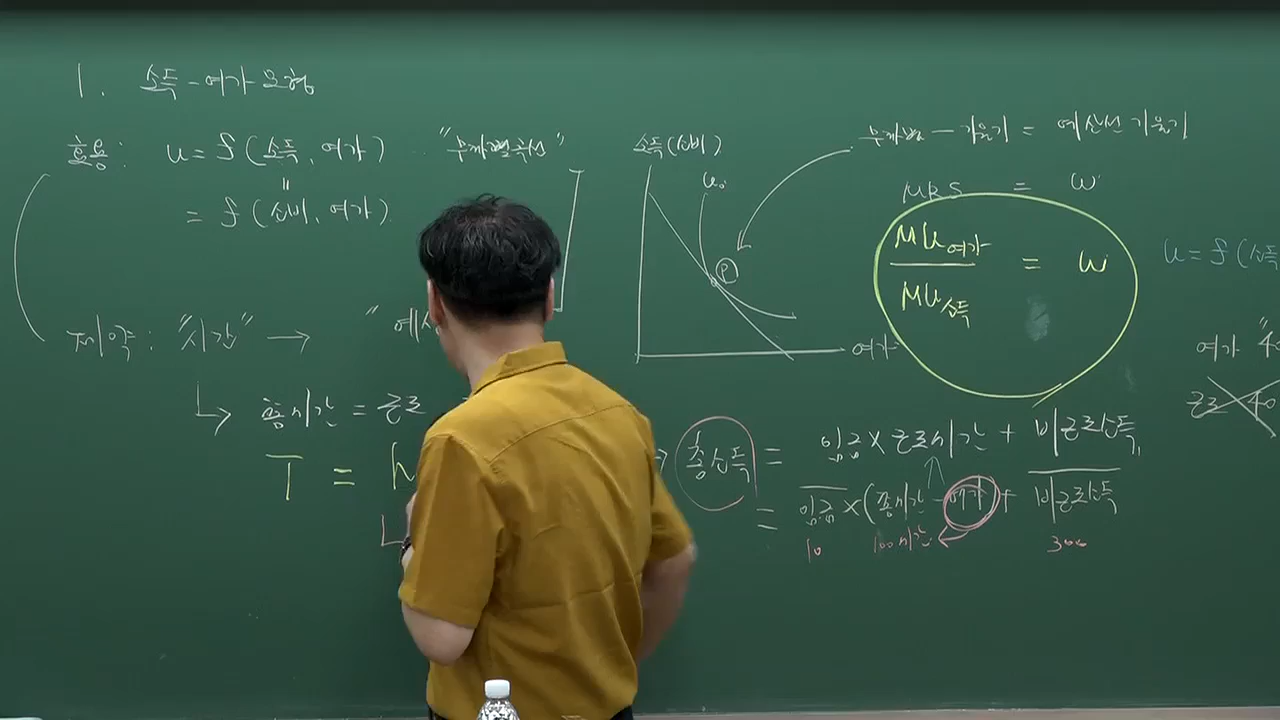 1. 소득-여가 모형
효용: u = f (소득, 여가) "무차별곡선"
"
= f (소비, 여가)
제약: "시간" → "예
↳ 총시간 = 근로
T = h
소득(소비)
u₀
P
여가
무차별 - 기울기 = 예산선 기울기
MRS = w
MU여가 / MU소득 = w
총소득 = 임금 × 근로시간 + 비근로소득
= 임금 × (총시간 - 여가) + 비근로소득
10 100시간 300
u = f (소득
여가 "40
근로 40